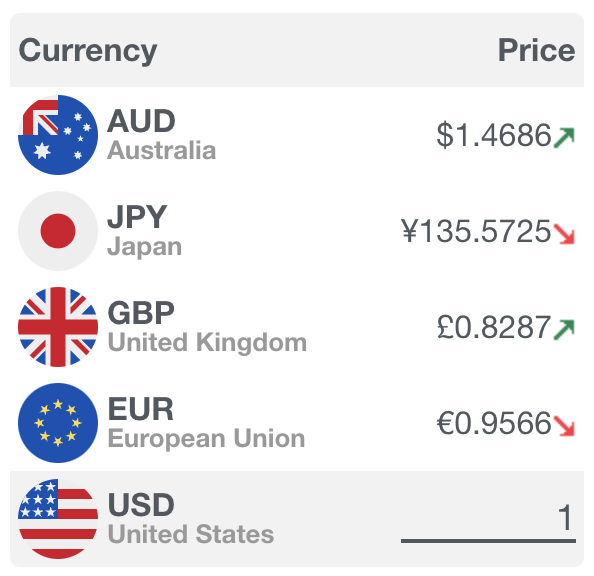 Currency Price
AUD
Australia
$1.4686
JPY
Japan
¥135.5725
GBP
United Kingdom
£0.8287
EUR
European Union
€0.9566
USD
United States
1